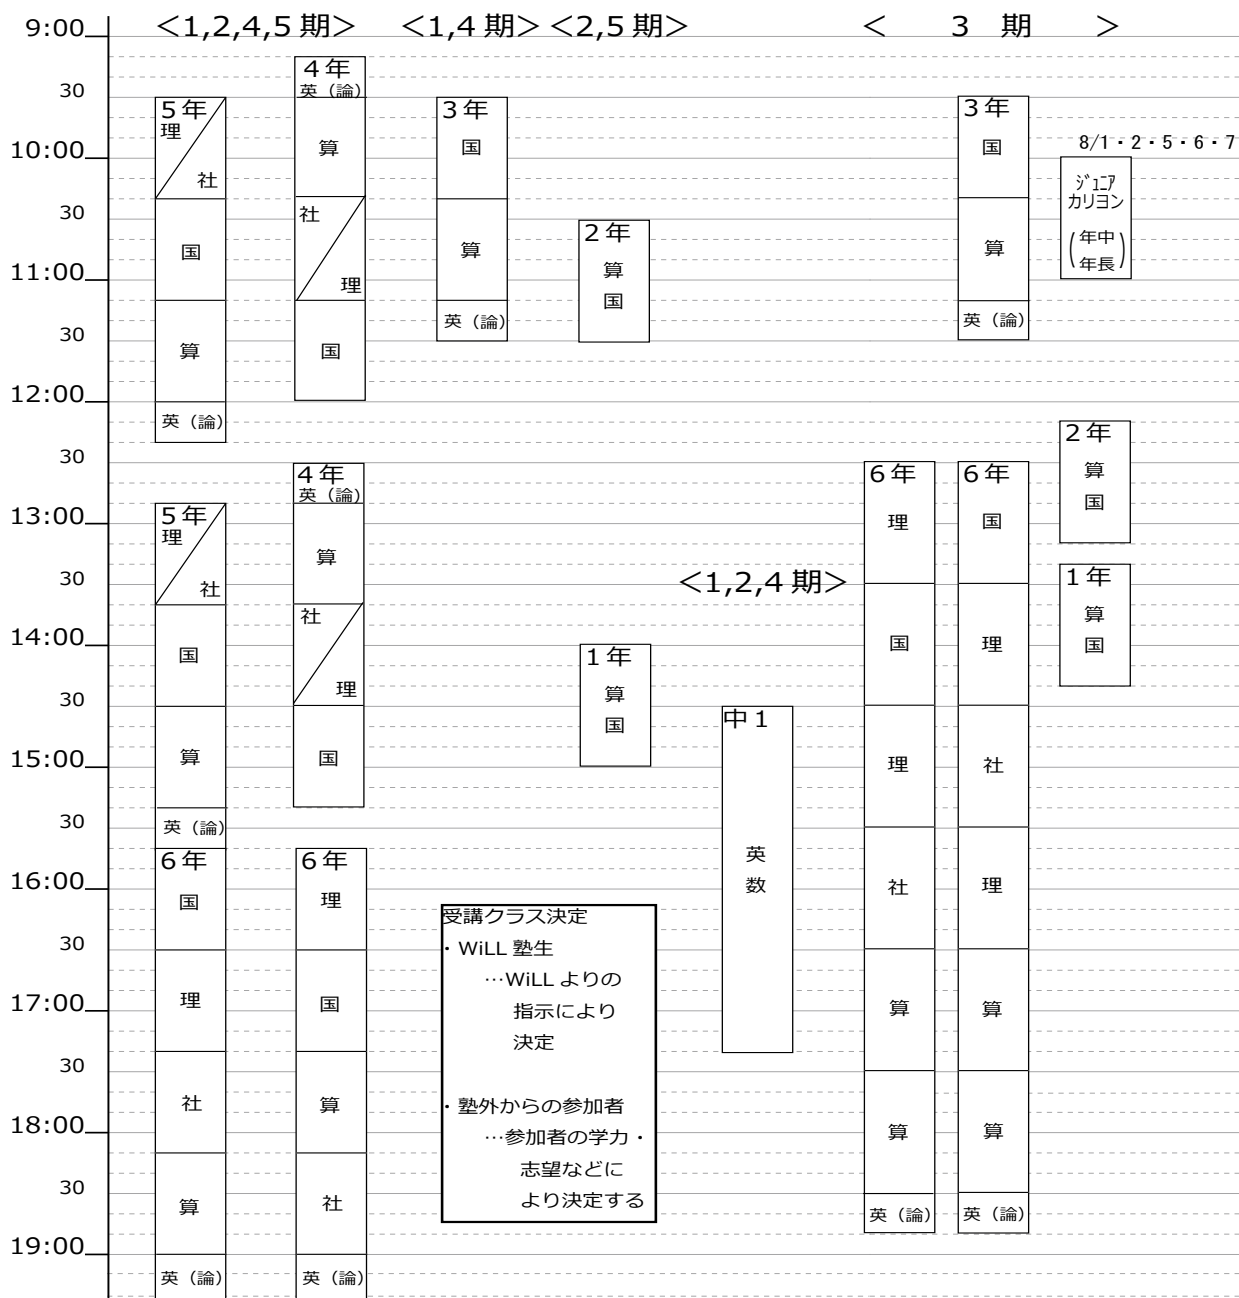 <1,2,4,5期>
<1,4期>
<2,5期>
< 3 期 >
9:00
30
10:00
30
11:00
30
12:00
30
13:00
30
14:00
30
15:00
30
16:00
30
17:00
30
18:00
30
19:00
5年
理
社
国
算
英（論）
5年
理
社
国
算
英（論）
6年
国
理
社
算
英（論）
4年
英（論）
算
社
理
国
4年
英（論）
算
社
理
国
6年
理
国
算
社
英（論）
3年
国
算
英（論）
2年
算
国
1年
算
国
<1,2,4期>
中1
英
数
受講クラス決定
・WiLL塾生
…WiLLよりの
指示により
決定
・塾外からの参加者
…参加者の学力・
志望などに
より決定する
6年
理
国
理
社
算
算
英（論）
3年
国
算
英（論）
6年
国
理
社
理
算
算
英（論）
8/1・2・5・6・7
ジュニア
カリヨン
(年中
年長)
2年
算
国
1年
算
国